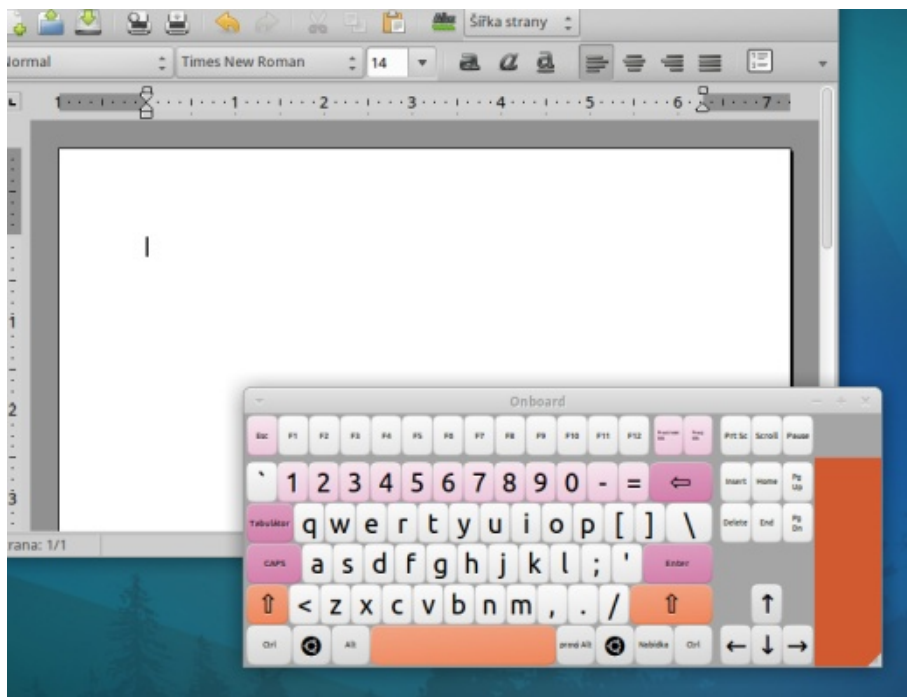 Šířka strany
Normal Times New Roman 14
1 1 2 3 4 5 6 7
1
2
3
rana: 1/1
Onboard
Esc F1 F2 F3 F4 F5 F6 F7 F8 F9 F10 F11 F12 Prt Sc Scroll Pause
` 1 2 3 4 5 6 7 8 9 0 - = ⇦ Insert Home Pg Up
Tabulátor q w e r t y u i o p [ ] \ Delete End Pg Dn
CAPS a s d f g h j k l ; ' Enter
⇧ < z x c v b n m , . / ⇧ ↑
Ctrl Alt pravý Alt Nabídka Ctrl ← ↓ →